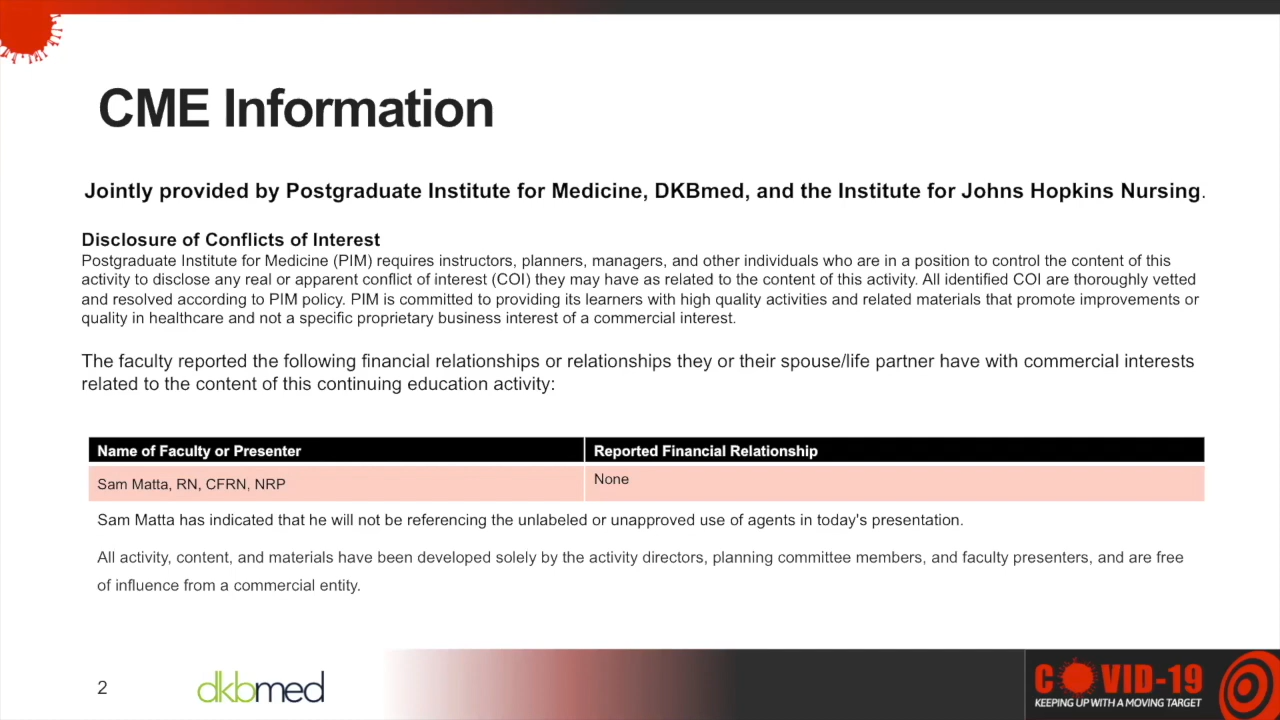 CME Information
Jointly provided by Postgraduate Institute for Medicine, DKBmed, and the Institute for Johns Hopkins Nursing.
Disclosure of Conflicts of Interest
Postgraduate Institute for Medicine (PIM) requires instructors, planners, managers, and other individuals who are in a position to control the content of this
activity to disclose any real or apparent conflict of interest (COI) they may have as related to the content of this activity. All identified COI are thoroughly vetted
and resolved according to PIM policy. PIM is committed to providing its learners with high quality activities and related materials that promote improvements or
quality in healthcare and not a specific proprietary business interest of a commercial interest.
The faculty reported the following financial relationships or relationships they or their spouse/life partner have with commercial interests
related to the content of this continuing education activity:
Name of Faculty or Presenter Reported Financial Relationship
Sam Matta, RN, CFRN, NRP None
Sam Matta has indicated that he will not be referencing the unlabeled or unapproved use of agents in today's presentation.
All activity, content, and materials have been developed solely by the activity directors, planning committee members, and faculty presenters, and are free
of influence from a commercial entity.
2
dkbmed
COVID-19
KEEPING UP WITH A MOVING TARGET